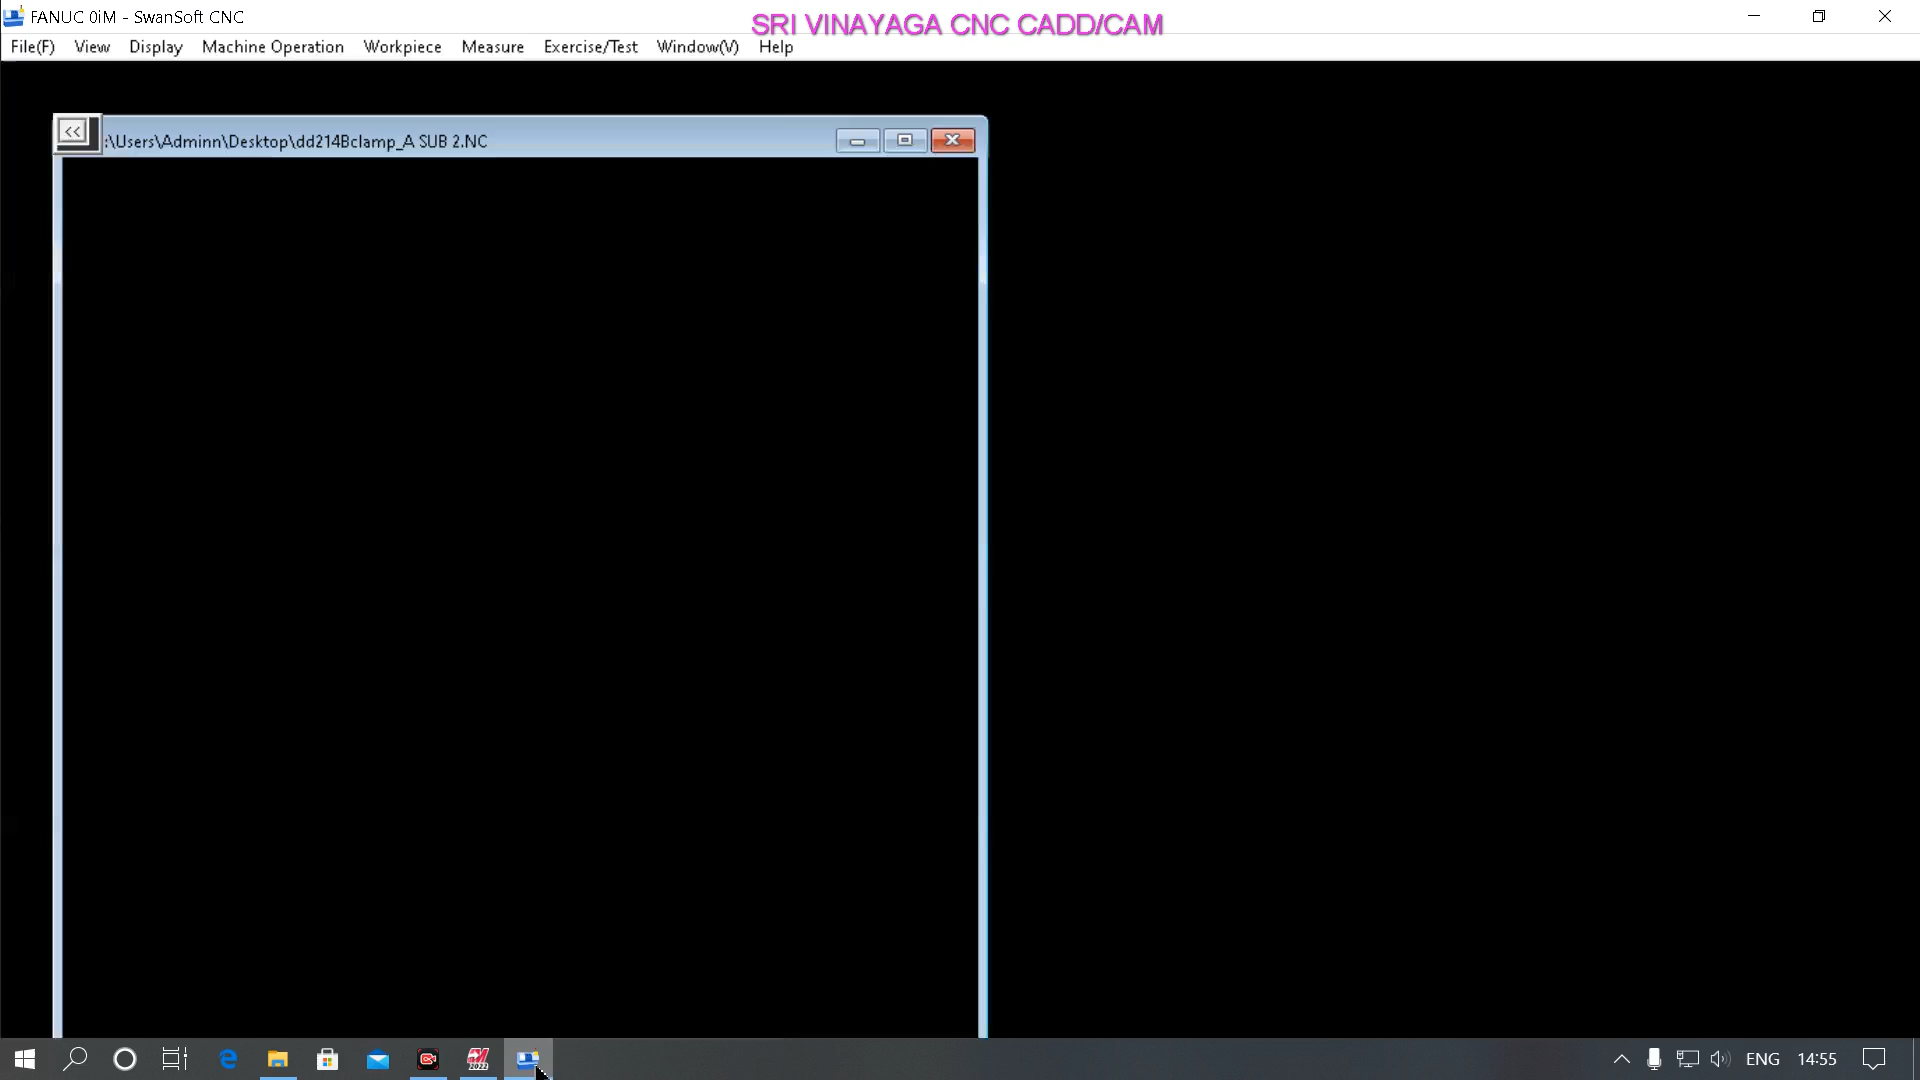 FANUC 0iM - SwanSoft CNC
SRI VINAYAGA CNC CADD/CAM
File(F) View Display Machine Operation Workpiece Measure Exercise/Test Window(V) Help
<<
:\Users\Adminn\Desktop\dd214Bclamp_A SUB 2.NC
2022
ENG 14:55